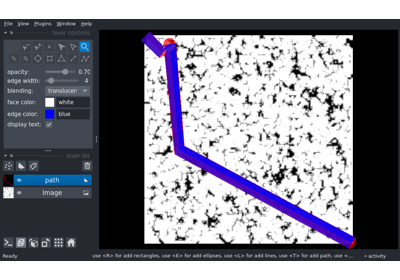 File View Plugins Window Help
layer controls
opacity: 0.70
edge width: 4
blending: translucen
face color: white
edge color: blue
display text:
layer list
path
Image
Ready use <R> for add rectangles, use <E> for add ellipses, use <L> for add lines, use <T> for add path, use <... activity